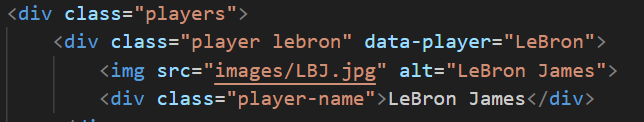 <div class="players">
<div class="player lebron" data-player="LeBron">
<img src="images/LBJ.jpg" alt="LeBron James">
<div class="player-name">LeBron James</div>